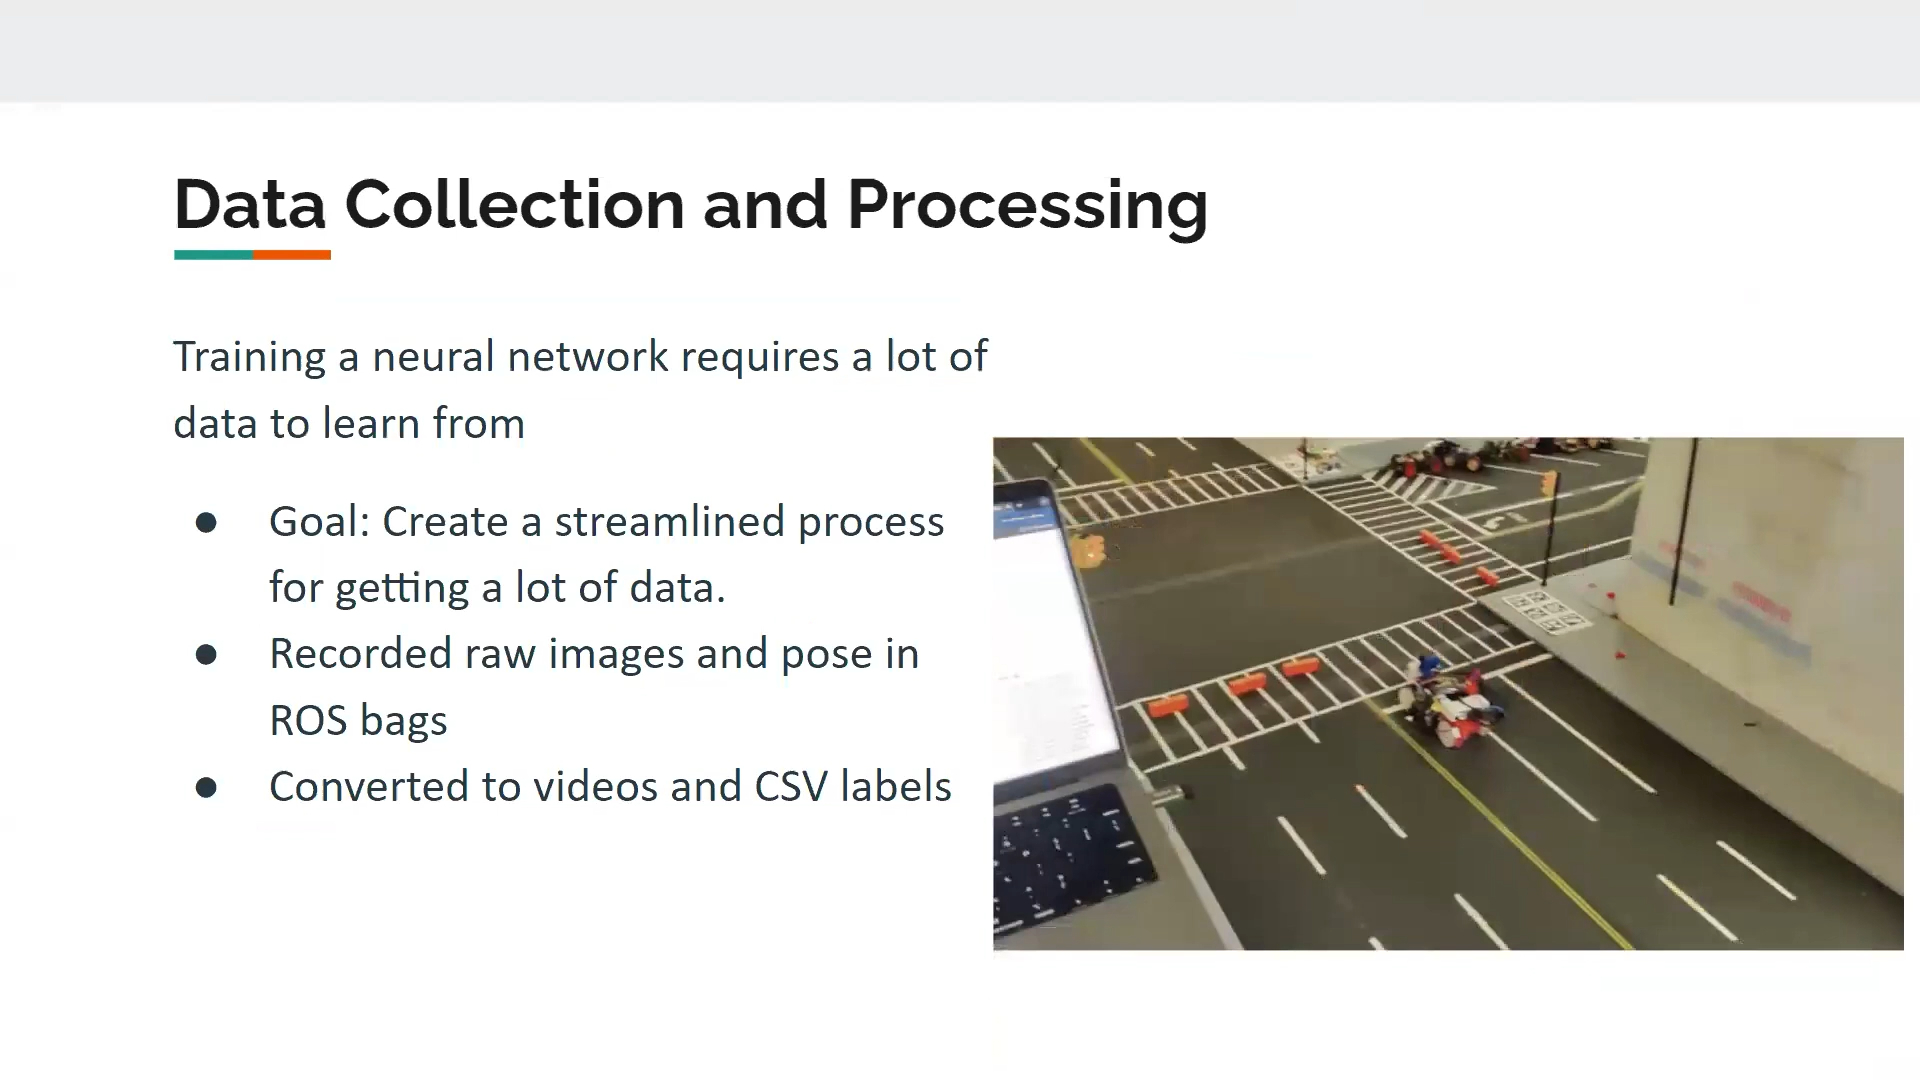 Data Collection and Processing
Training a neural network requires a lot of
data to learn from
● Goal: Create a streamlined process
for getting a lot of data.
● Recorded raw images and pose in
ROS bags
● Converted to videos and CSV labels